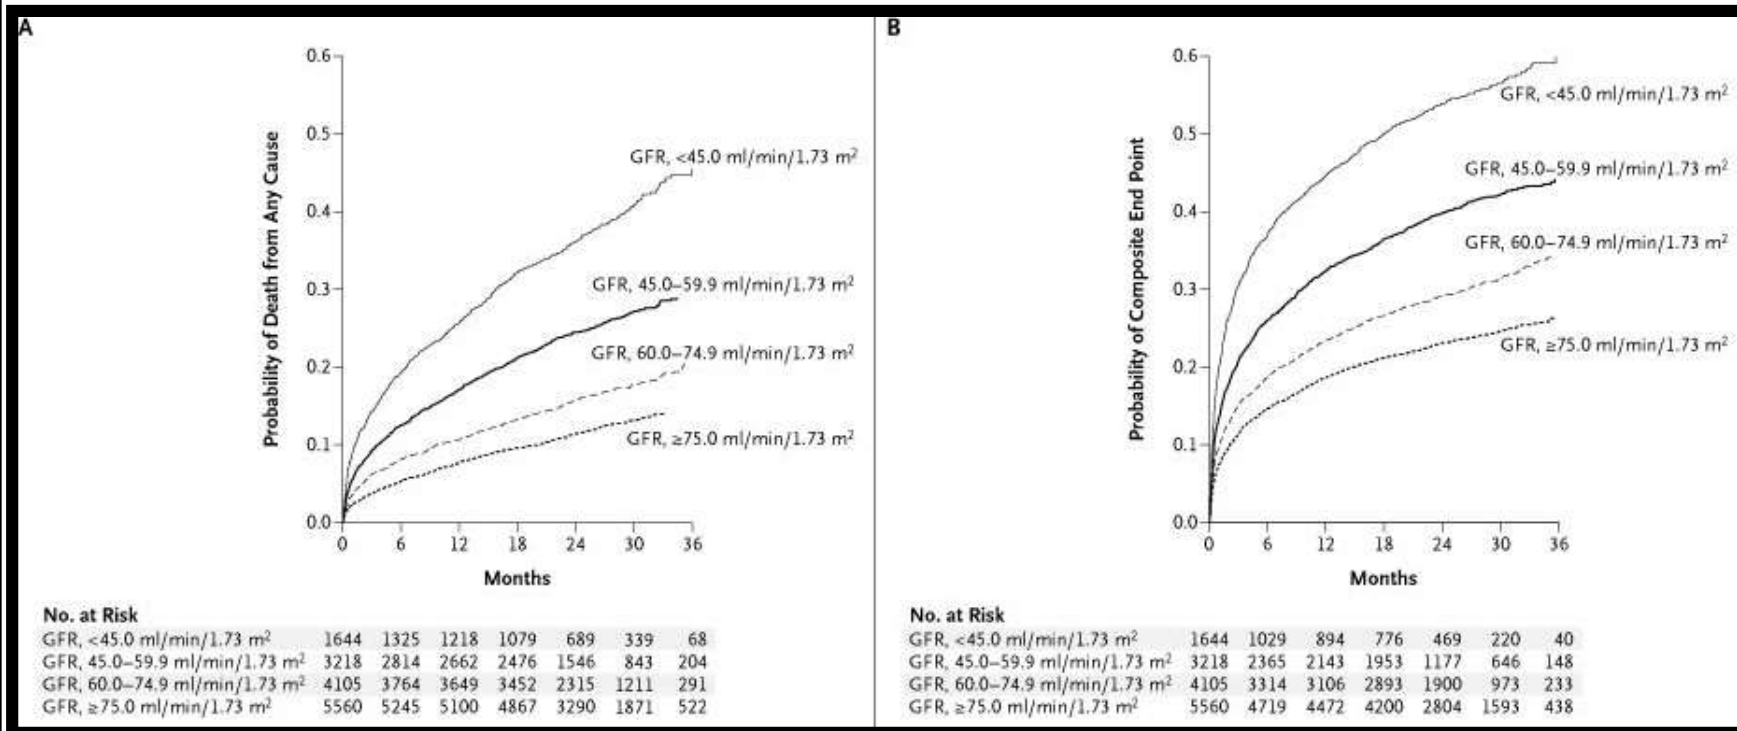 A
0.6
0.5
0.4
0.3
0.2
0.1
0.0
Probability of Death from Any Cause
GFR, <45.0 ml/min/1.73 m²
GFR, 45.0–59.9 ml/min/1.73 m²
GFR, 60.0–74.9 ml/min/1.73 m²
GFR, ≥75.0 ml/min/1.73 m²
0 6 12 18 24 30 36
Months
No. at Risk
GFR, <45.0 ml/min/1.73 m² 1644 1325 1218 1079 689 339 68
GFR, 45.0–59.9 ml/min/1.73 m² 3218 2814 2662 2476 1546 843 204
GFR, 60.0–74.9 ml/min/1.73 m² 4105 3764 3649 3452 2315 1211 291
GFR, ≥75.0 ml/min/1.73 m² 5560 5245 5100 4867 3290 1871 522
B
0.6
0.5
0.4
0.3
0.2
0.1
0.0
Probability of Composite End Point
GFR, <45.0 ml/min/1.73 m²
GFR, 45.0–59.9 ml/min/1.73 m²
GFR, 60.0–74.9 ml/min/1.73 m²
GFR, ≥75.0 ml/min/1.73 m²
0 6 12 18 24 30 36
Months
No. at Risk
GFR, <45.0 ml/min/1.73 m² 1644 1029 894 776 469 220 40
GFR, 45.0–59.9 ml/min/1.73 m² 3218 2365 2143 1953 1177 646 148
GFR, 60.0–74.9 ml/min/1.73 m² 4105 3314 3106 2893 1900 973 233
GFR, ≥75.0 ml/min/1.73 m² 5560 4719 4472 4200 2804 1593 438